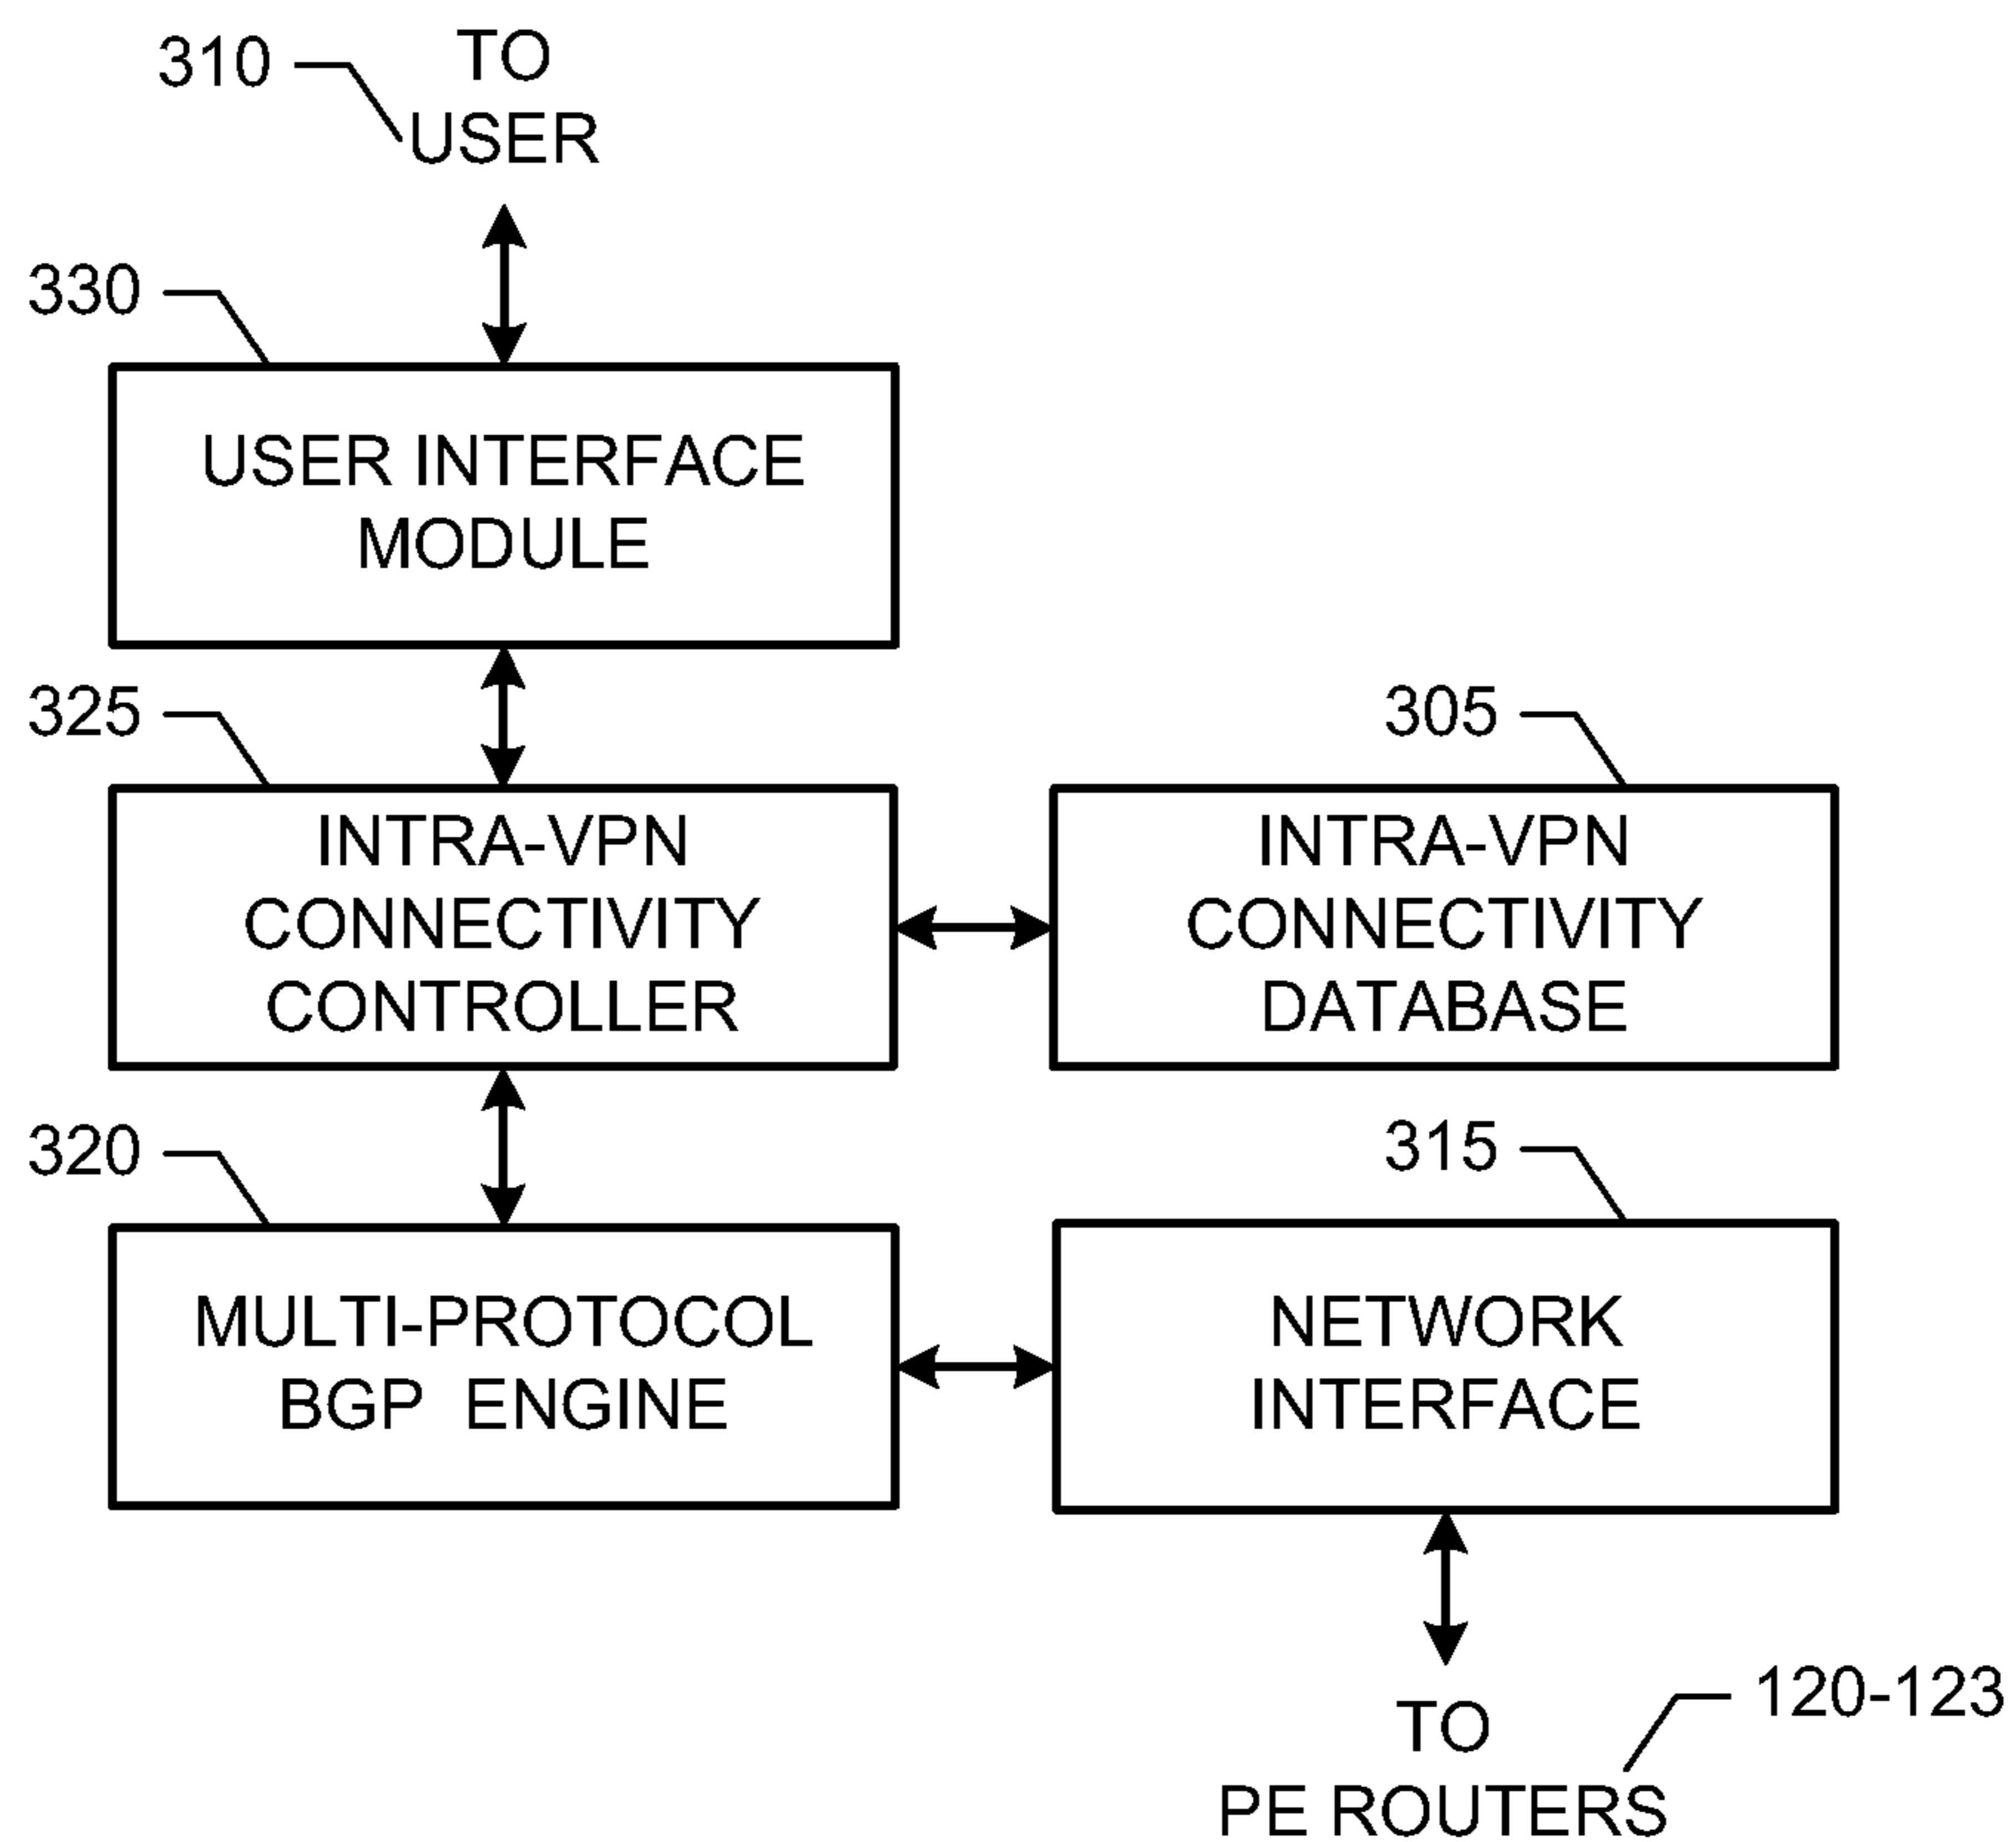 310
TO
USER
330
USER INTERFACE
MODULE
325
INTRA-VPN
CONNECTIVITY
CONTROLLER
305
INTRA-VPN
CONNECTIVITY
DATABASE
320
MULTI-PROTOCOL
BGP ENGINE
315
NETWORK
INTERFACE
120-123
TO
PE ROUTERS